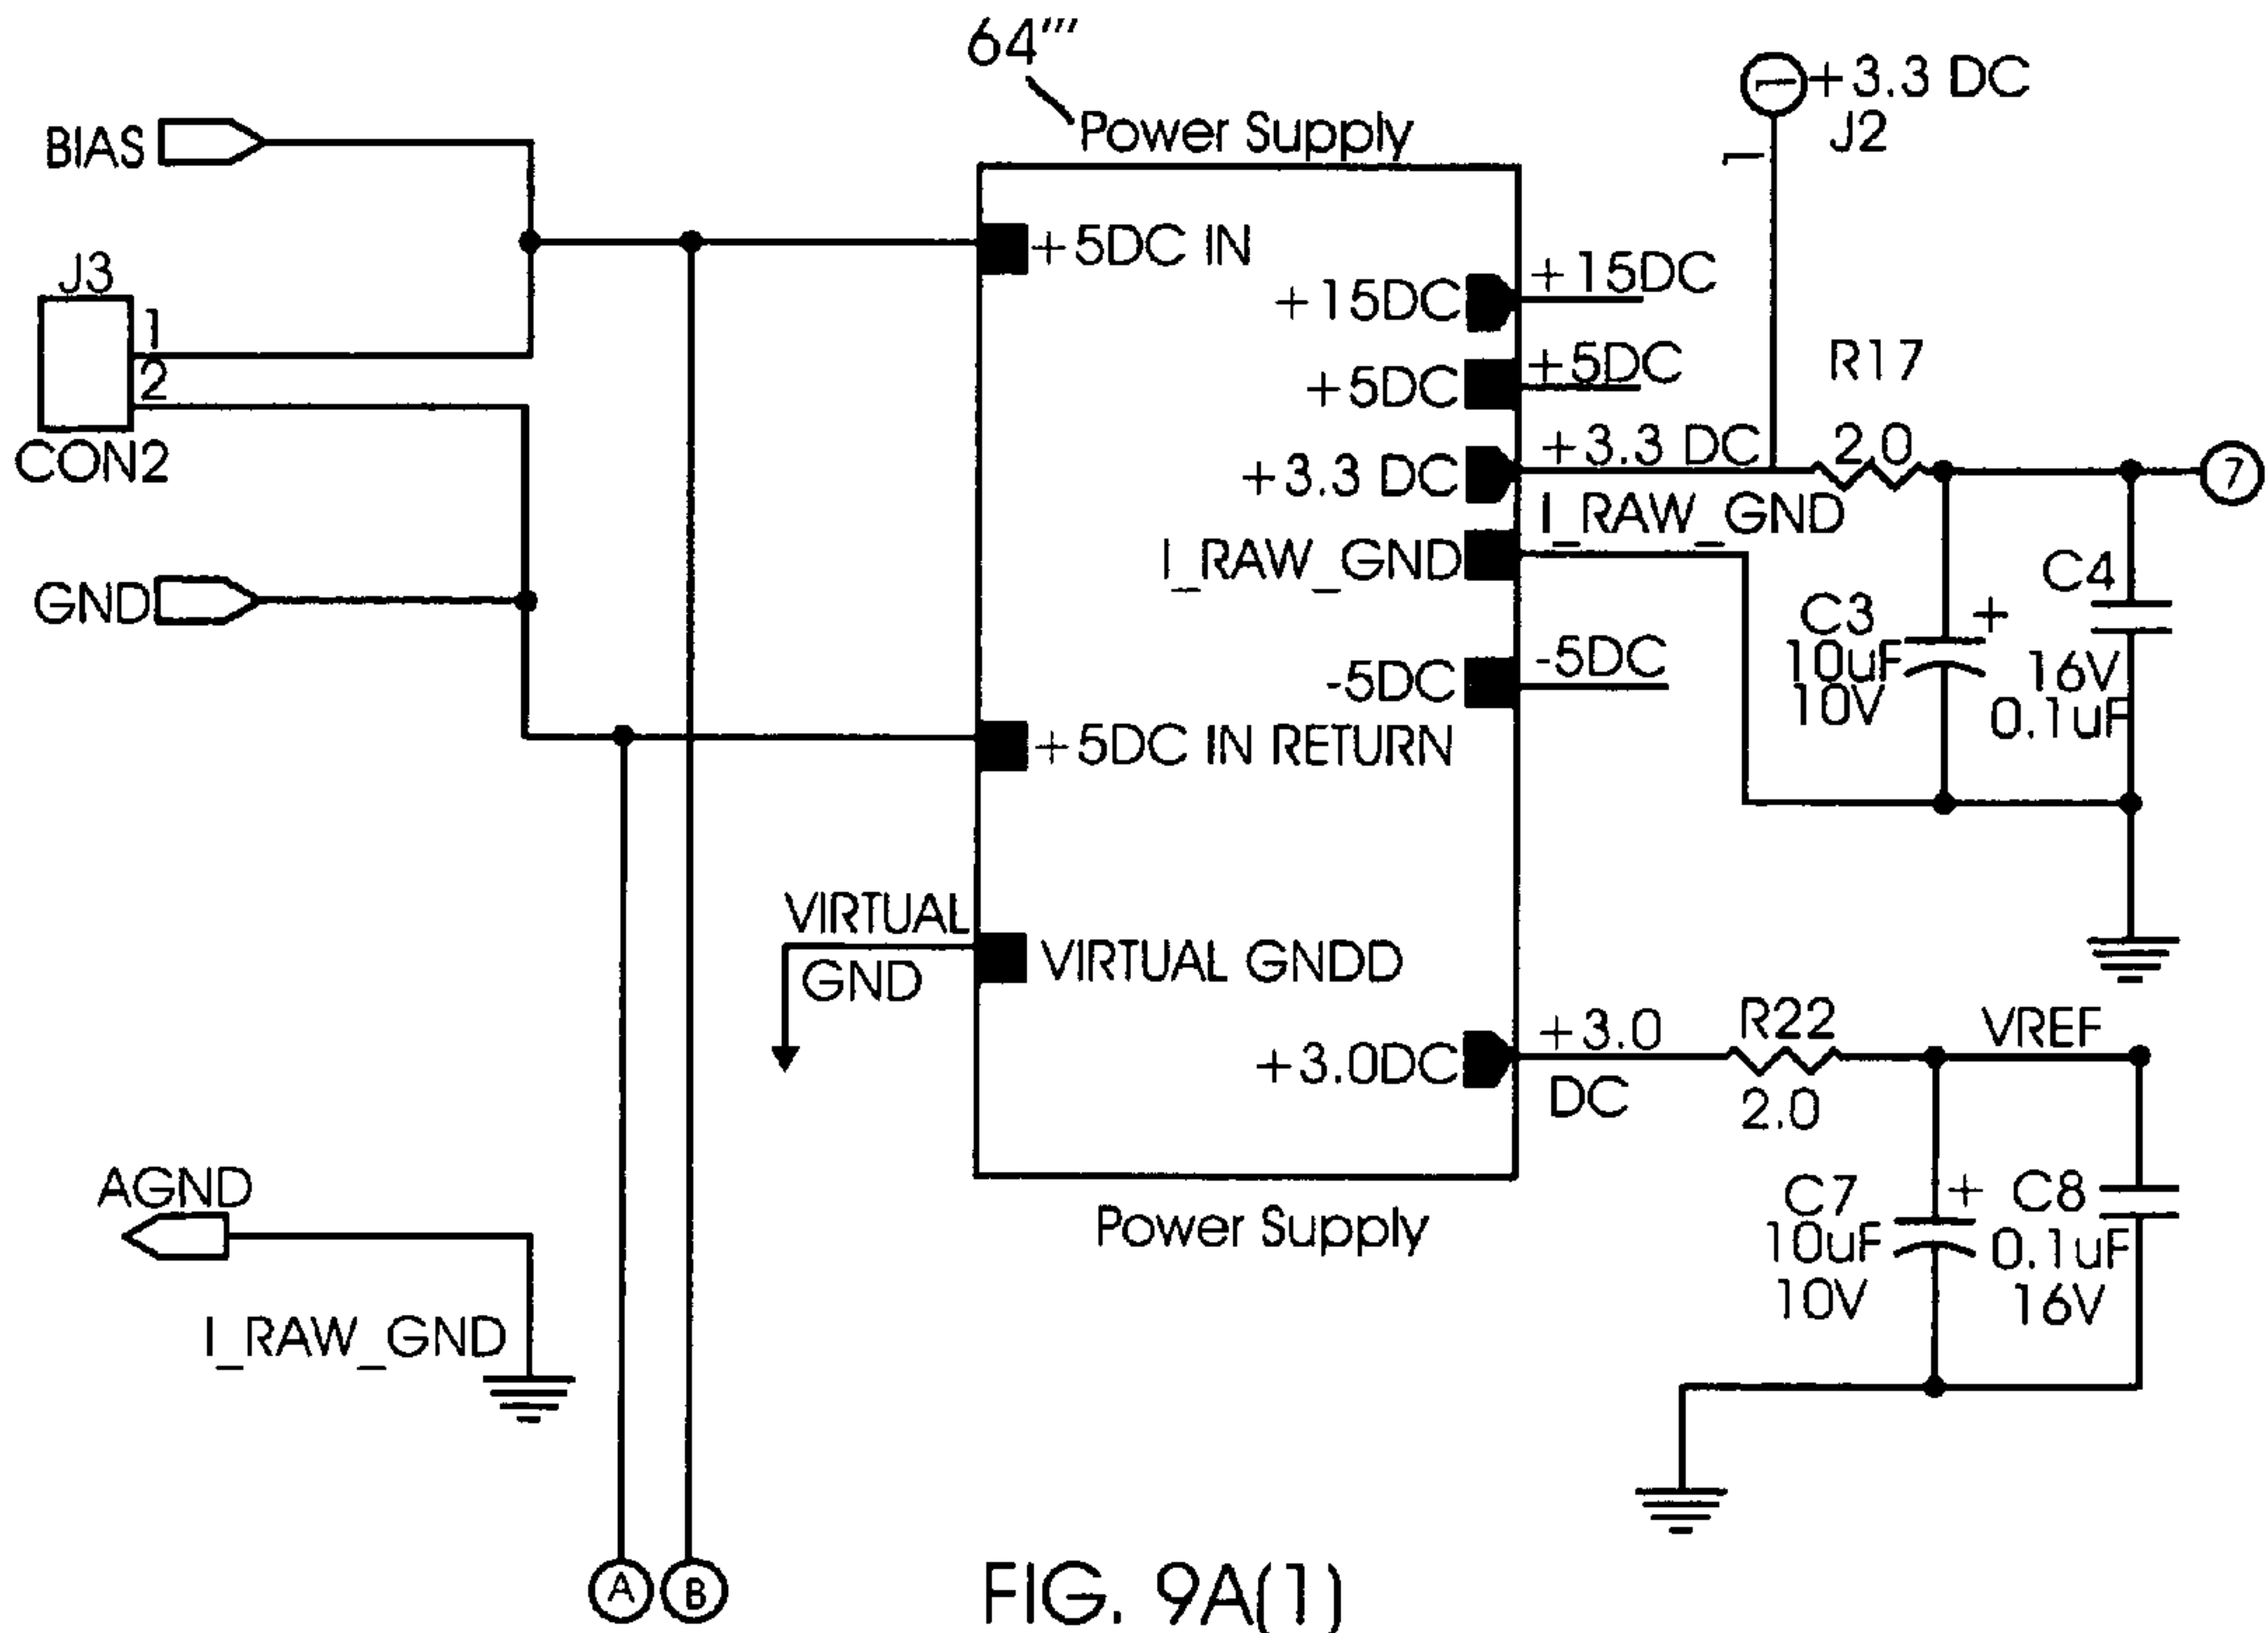 64'''
Power Supply
+3.3 DC
J2
1
1
BIAS
+5DC IN
J3
1
2
CON2
+15DC
+15DC
+5DC
+5DC
R17
2.0
+3.3 DC
+3.3 DC
7
I_RAW_GND
I_RAW_GND
GND
C4
16V
0.1uF
C3
+
10uF
10V
-5DC
-5DC
+5DC IN RETURN
VIRTUAL
GND
VIRTUAL GNDD
+3.0DC
+3.0
DC
R22
2.0
VREF
AGND
I_RAW_GND
Power Supply
C7
+
10uF
10V
C8
0.1uF
16V
A
B
FIG. 9A(1)